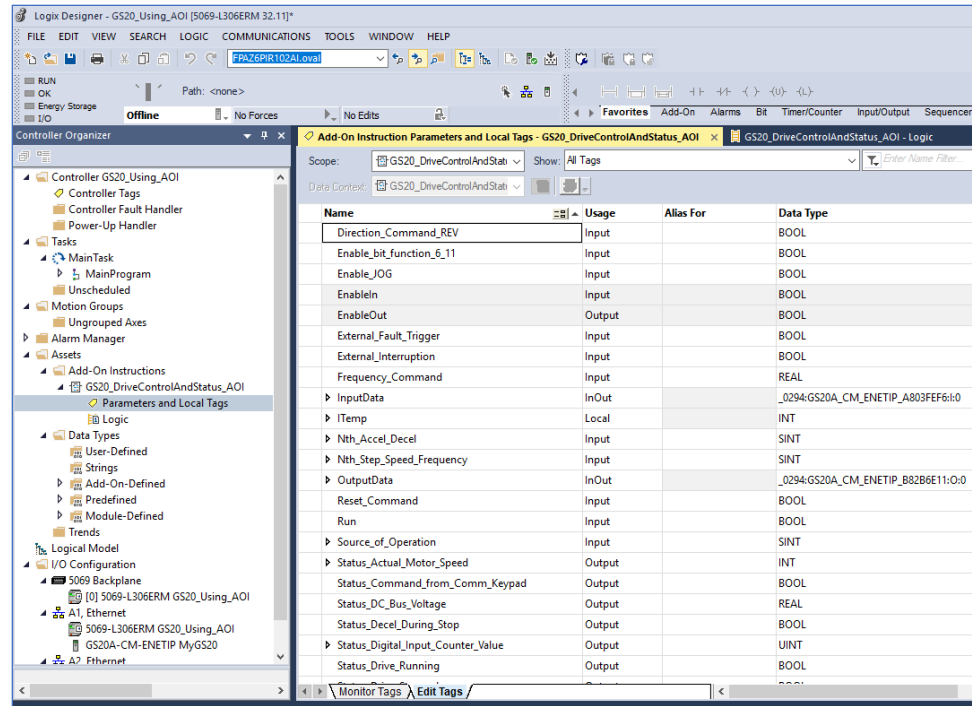 Logix Designer - GS20_Using_AOI [5069-L306ERM 32.11]*
FILE EDIT VIEW SEARCH LOGIC COMMUNICATIONS TOOLS WINDOW HELP
FPAZ6PIR102AI.oval
RUN
OK
Energy Storage
I/O
Path: <none>
Offline No Forces No Edits
Favorites Add-On Alarms Bit Timer/Counter Input/Output Sequencer
Controller Organizer
Controller GS20_Using_AOI
Controller Tags
Controller Fault Handler
Power-Up Handler
Tasks
MainTask
MainProgram
Unscheduled
Motion Groups
Ungrouped Axes
Alarm Manager
Assets
Add-On Instructions
GS20_DriveControlAndStatus_AOI
Parameters and Local Tags
Logic
Data Types
User-Defined
Strings
Add-On-Defined
Predefined
Module-Defined
Trends
Logical Model
I/O Configuration
5069 Backplane
[0] 5069-L306ERM GS20_Using_AOI
A1, Ethernet
5069-L306ERM GS20_Using_AOI
GS20A-CM-ENETIP MyGS20
A2, Ethernet
Add-On Instruction Parameters and Local Tags - GS20_DriveControlAndStatus_AOI × GS20_DriveControlAndStatus_AOI - Logic
Scope: GS20_DriveControlAndStat Show: All Tags Enter Name Filter...
Data Context: GS20_DriveControlAndStat
Name Usage Alias For Data Type
Direction_Command_REV Input BOOL
Enable_bit_function_6_11 Input BOOL
Enable_JOG Input BOOL
EnableIn Input BOOL
EnableOut Output BOOL
External_Fault_Trigger Input BOOL
External_Interruption Input BOOL
Frequency_Command Input REAL
InputData InOut _0294:GS20A_CM_ENETIP_A803FEF6:I:0
ITemp Local INT
Nth_Accel_Decel Input SINT
Nth_Step_Speed_Frequency Input SINT
OutputData InOut _0294:GS20A_CM_ENETIP_B82B6E11:O:0
Reset_Command Input BOOL
Run Input BOOL
Source_of_Operation Input SINT
Status_Actual_Motor_Speed Output INT
Status_Command_from_Comm_Keypad Output BOOL
Status_DC_Bus_Voltage Output REAL
Status_Decel_During_Stop Output BOOL
Status_Digital_Input_Counter_Value Output UINT
Status_Drive_Running Output BOOL
Monitor Tags Edit Tags